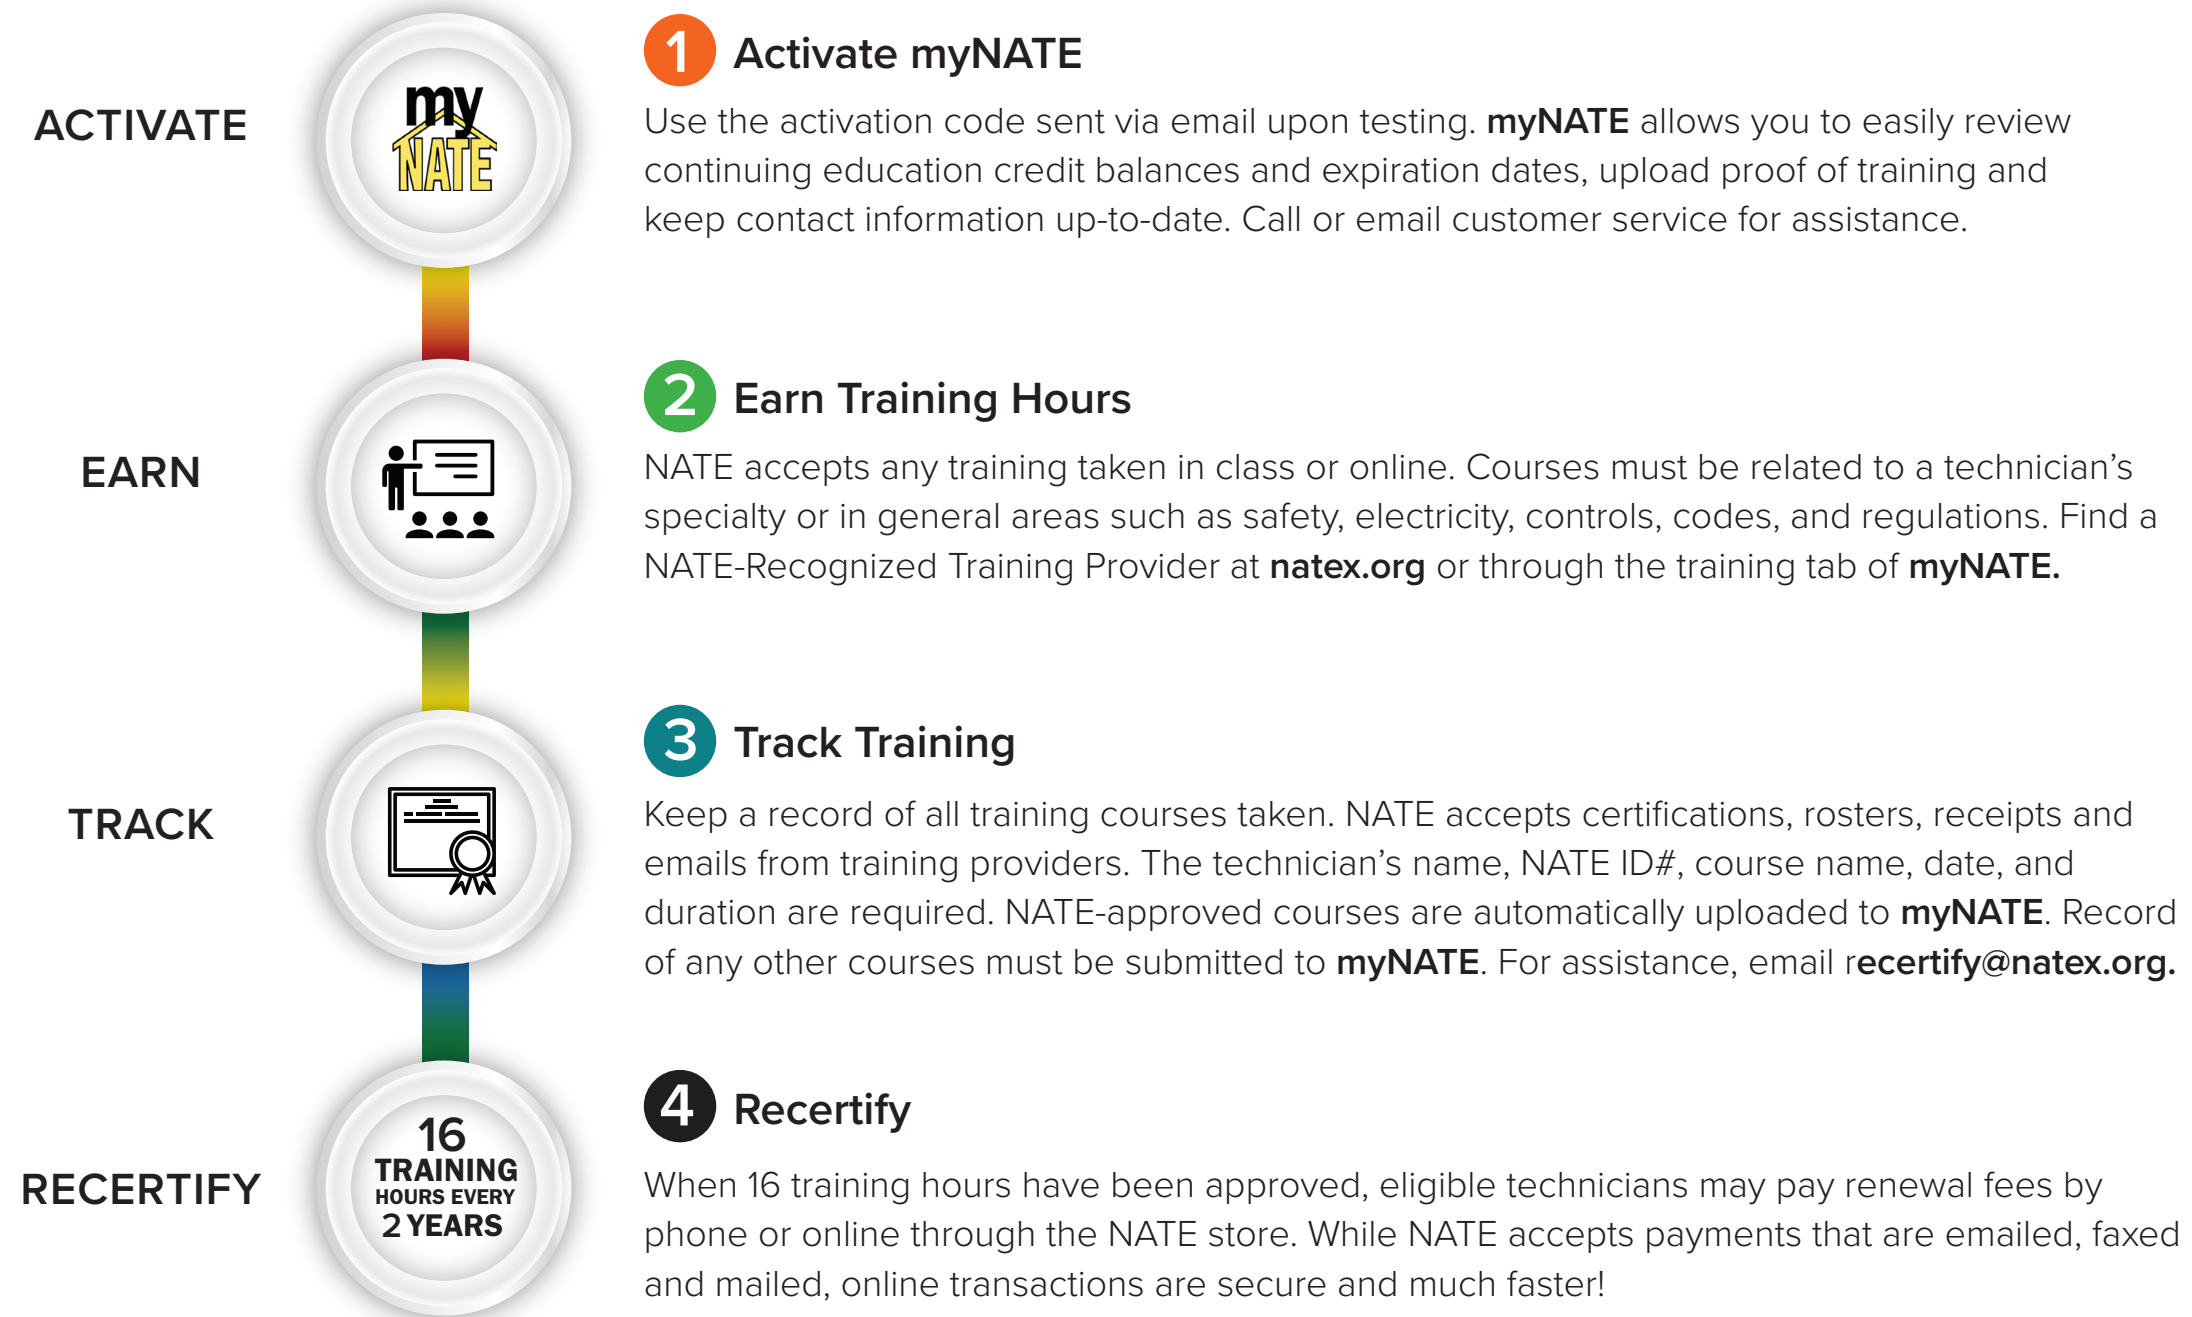 ACTIVATE
my
NATE
1 Activate myNATE
Use the activation code sent via email upon testing. myNATE allows you to easily review
continuing education credit balances and expiration dates, upload proof of training and
keep contact information up-to-date. Call or email customer service for assistance.
EARN
2 Earn Training Hours
NATE accepts any training taken in class or online. Courses must be related to a technician’s
specialty or in general areas such as safety, electricity, controls, codes, and regulations. Find a
NATE-Recognized Training Provider at natex.org or through the training tab of myNATE.
TRACK
3 Track Training
Keep a record of all training courses taken. NATE accepts certifications, rosters, receipts and
emails from training providers. The technician’s name, NATE ID#, course name, date, and
duration are required. NATE-approved courses are automatically uploaded to myNATE. Record
of any other courses must be submitted to myNATE. For assistance, email recertify@natex.org.
RECERTIFY
16
TRAINING
HOURS EVERY
2 YEARS
4 Recertify
When 16 training hours have been approved, eligible technicians may pay renewal fees by
phone or online through the NATE store. While NATE accepts payments that are emailed, faxed
and mailed, online transactions are secure and much faster!